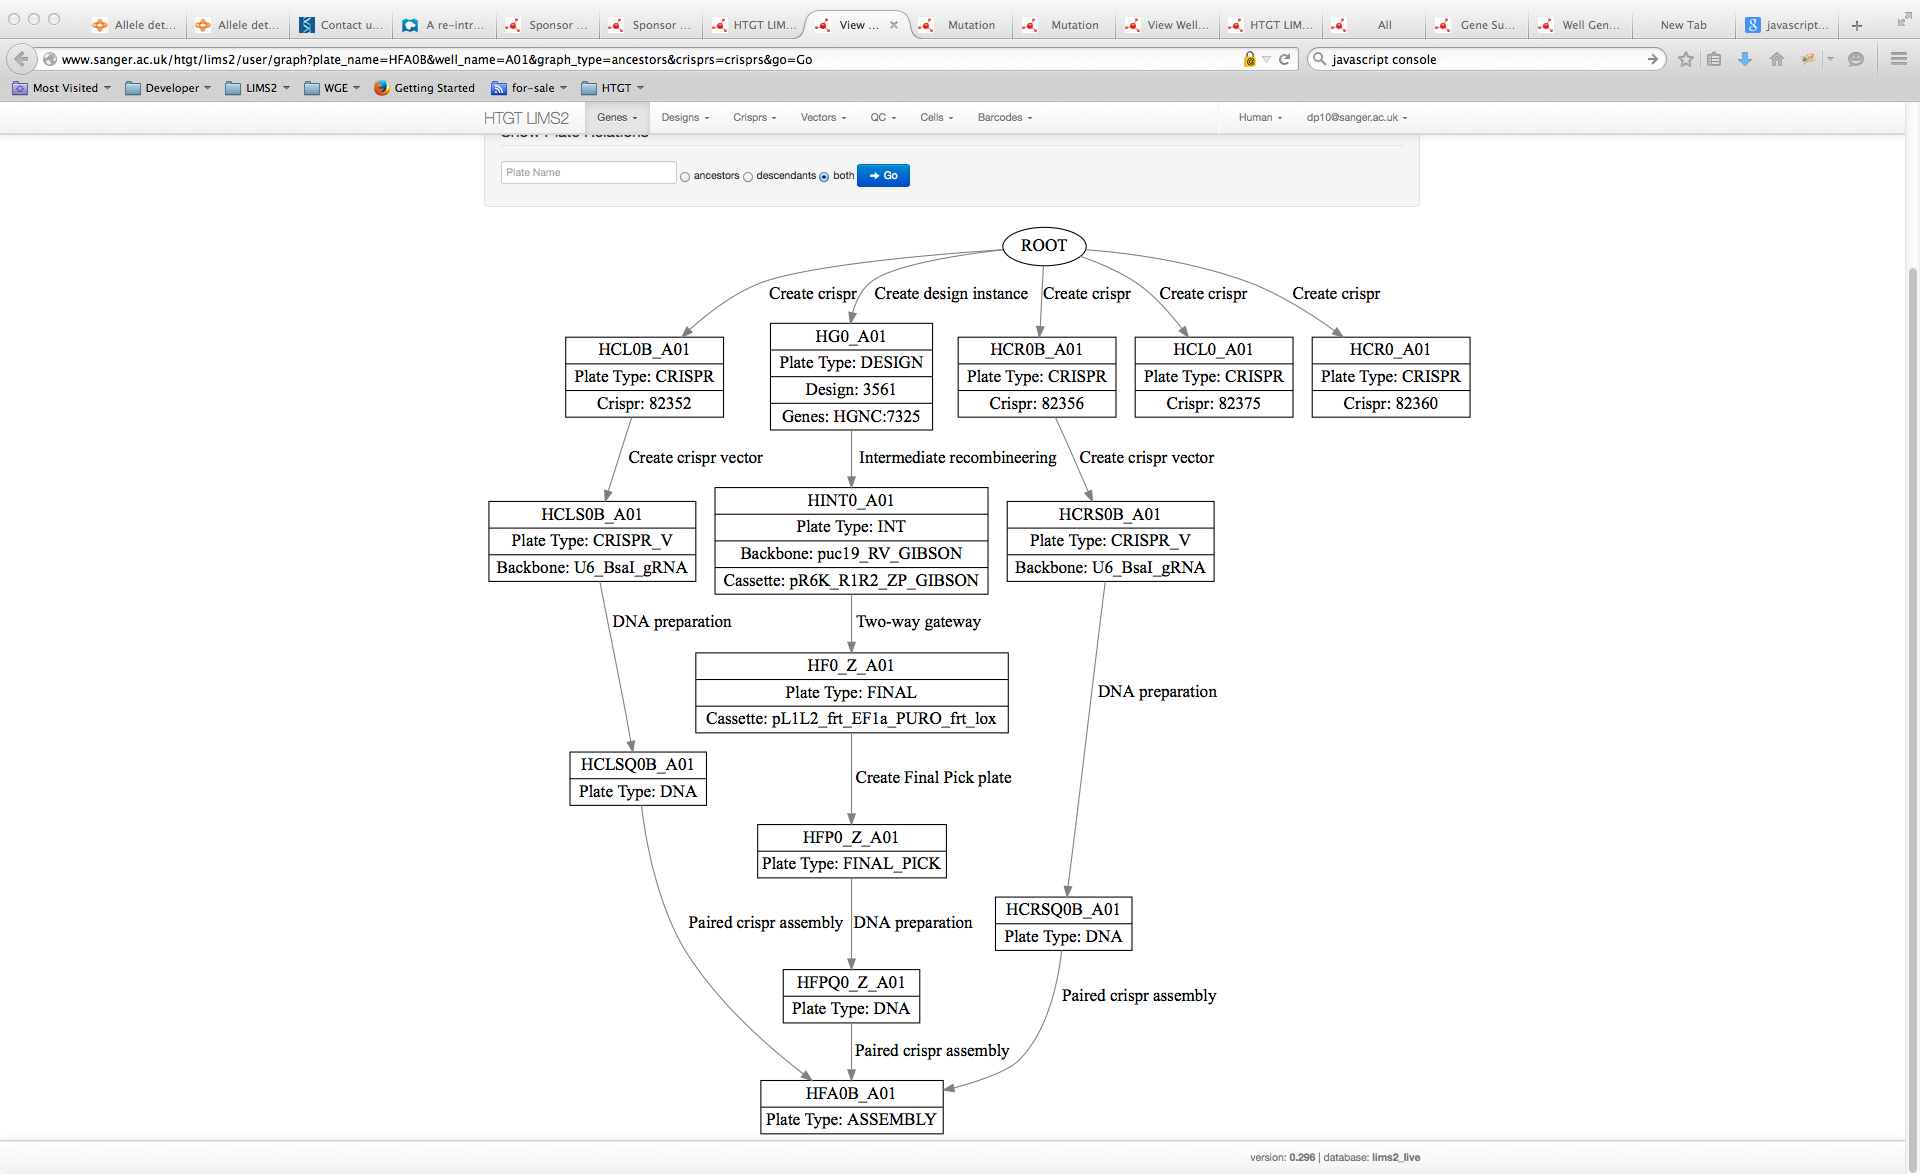 Allele det...
Allele det...
Contact u...
A re-intr...
Sponsor ...
Sponsor ...
HTGT LIM...
View ...
Mutation
Mutation
View Well...
HTGT LIM...
All
Gene Su...
Well Gen...
New Tab
javascript...
www.sanger.ac.uk/htgt/lims2/user/graph?plate_name=HFA0B&well_name=A01&graph_type=ancestors&crisprs=crisprs&go=Go
javascript console
Most Visited
Developer
LIMS2
WGE
Getting Started
for-sale
HTGT
HTGT LIMS2
Genes
Designs
Crisprs
Vectors
QC
Cells
Barcodes
Human
dp10@sanger.ac.uk
Show Plate Relations
Plate Name
ancestors
descendants
both
Go
ROOT
Create crispr
Create design instance
Create crispr
Create crispr
Create crispr
HCL0B_A01
Plate Type: CRISPR
Crispr: 82352
HG0_A01
Plate Type: DESIGN
Design: 3561
Genes: HGNC:7325
HCR0B_A01
Plate Type: CRISPR
Crispr: 82356
HCL0_A01
Plate Type: CRISPR
Crispr: 82375
HCR0_A01
Plate Type: CRISPR
Crispr: 82360
Create crispr vector
Intermediate recombineering
Create crispr vector
HCLS0B_A01
Plate Type: CRISPR_V
Backbone: U6_BsaI_gRNA
HINT0_A01
Plate Type: INT
Backbone: puc19_RV_GIBSON
Cassette: pR6K_R1R2_ZP_GIBSON
HCRS0B_A01
Plate Type: CRISPR_V
Backbone: U6_BsaI_gRNA
DNA preparation
Two-way gateway
HF0_Z_A01
Plate Type: FINAL
Cassette: pL1L2_frt_EF1a_PURO_frt_lox
DNA preparation
HCLSQ0B_A01
Plate Type: DNA
Create Final Pick plate
HFP0_Z_A01
Plate Type: FINAL_PICK
HCRSQ0B_A01
Plate Type: DNA
Paired crispr assembly
DNA preparation
HFPQ0_Z_A01
Plate Type: DNA
Paired crispr assembly
Paired crispr assembly
HFA0B_A01
Plate Type: ASSEMBLY
version: 0.296 | database: lims2_live